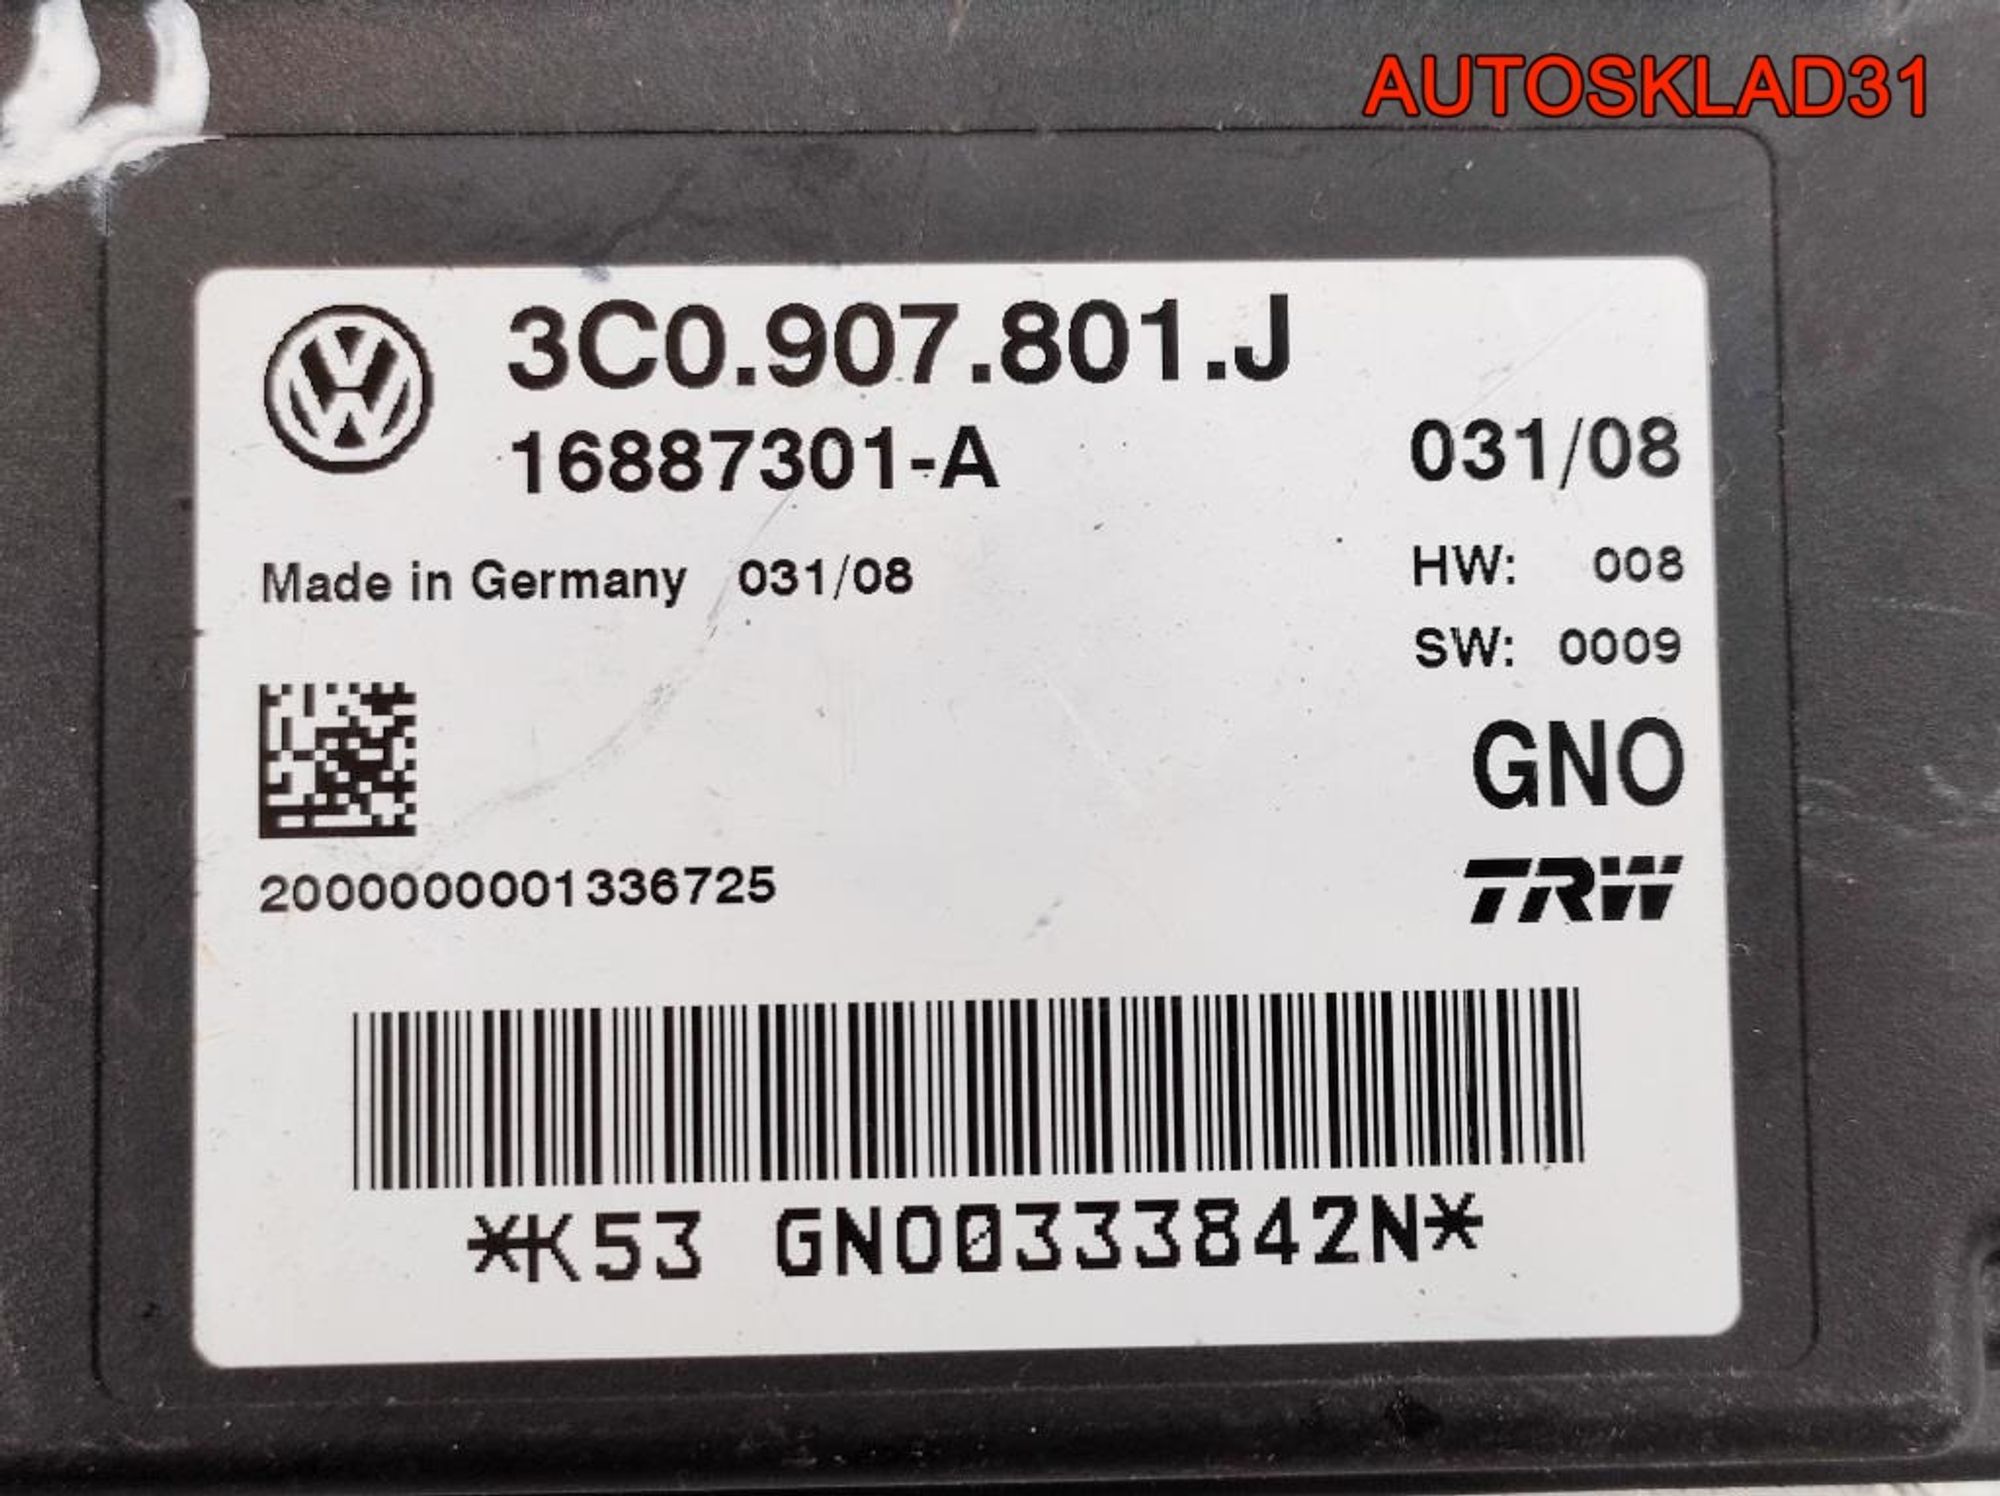 AUTOSKLAD31
3C0.907.801.J
16887301-A 031/08
Made in Germany 031/08
HW: 008
SW: 0009
GNO
TRW
2000000001336725
*K53 GNO0333842N*